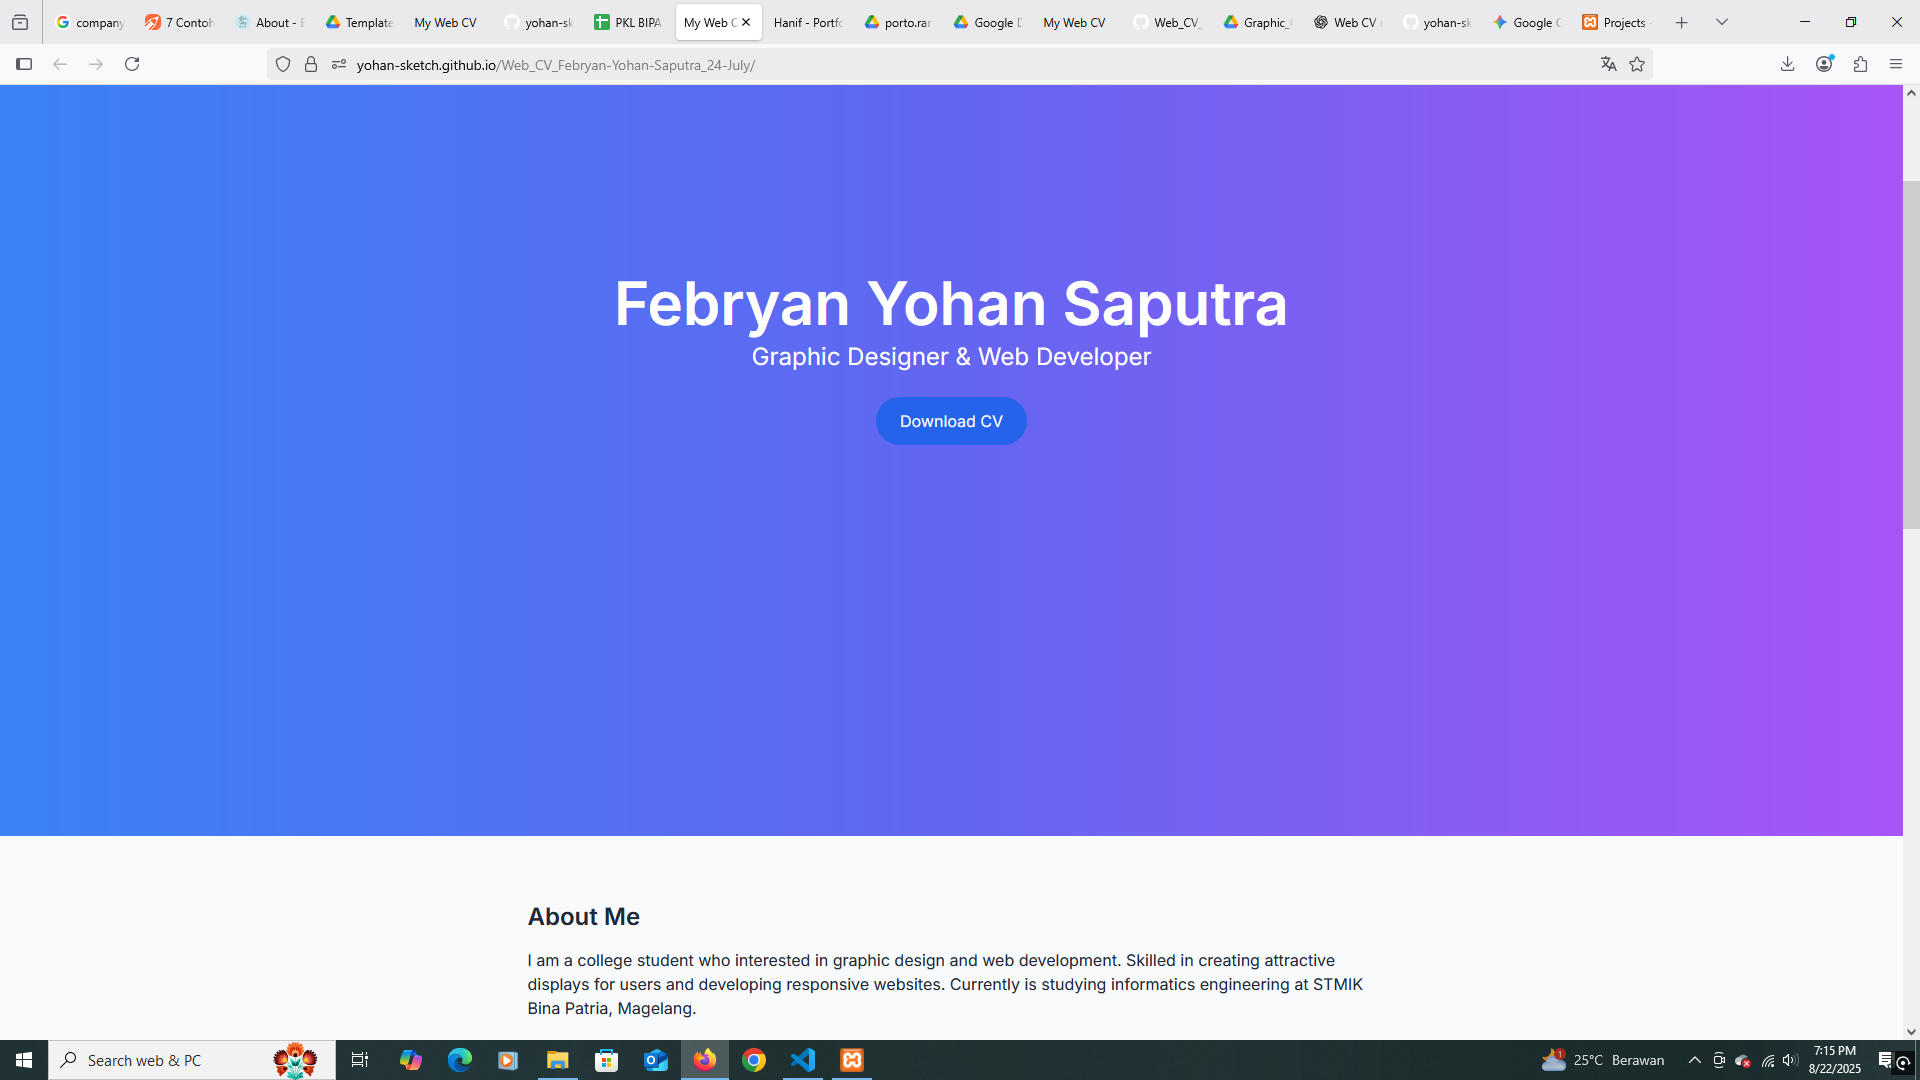 company
7 Contoh
About - E
Template
My Web CV
yohan-sk
PKL BIPA
My Web C
Hanif - Portfo
porto.rar
Google D
My Web CV
Web_CV_
Graphic_
Web CV
yohan-sk
Google G
Projects
yohan-sketch.github.io/Web_CV_Febryan-Yohan-Saputra_24-July/
Febryan Yohan Saputra
Graphic Designer & Web Developer
Download CV
About Me
I am a college student who interested in graphic design and web development. Skilled in creating attractive
displays for users and developing responsive websites. Currently is studying informatics engineering at STMIK
Bina Patria, Magelang.
Search web & PC
1
25°C Berawan
7:15 PM
8/22/2025